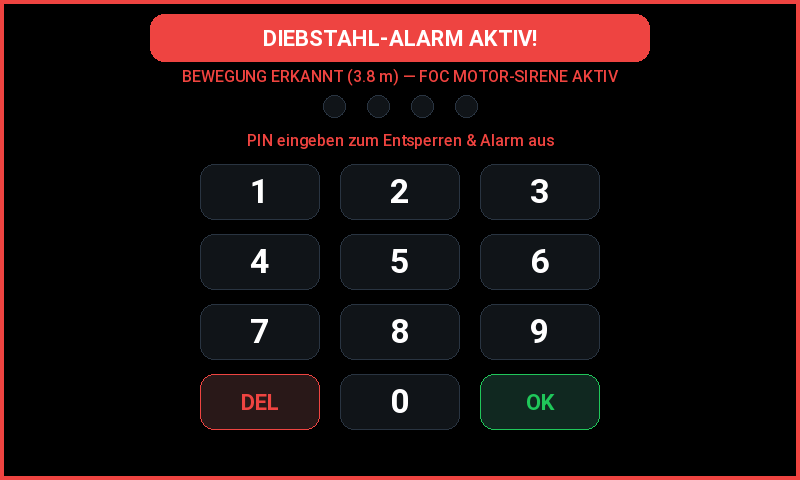 DIEBSTAHL-ALARM AKTIV!
BEWEGUNG ERKANNT (3.8 m) — FOC MOTOR-SIRENE AKTIV
PIN eingeben zum Entsperren & Alarm aus
1 2 3
4 5 6
7 8 9
DEL 0 OK